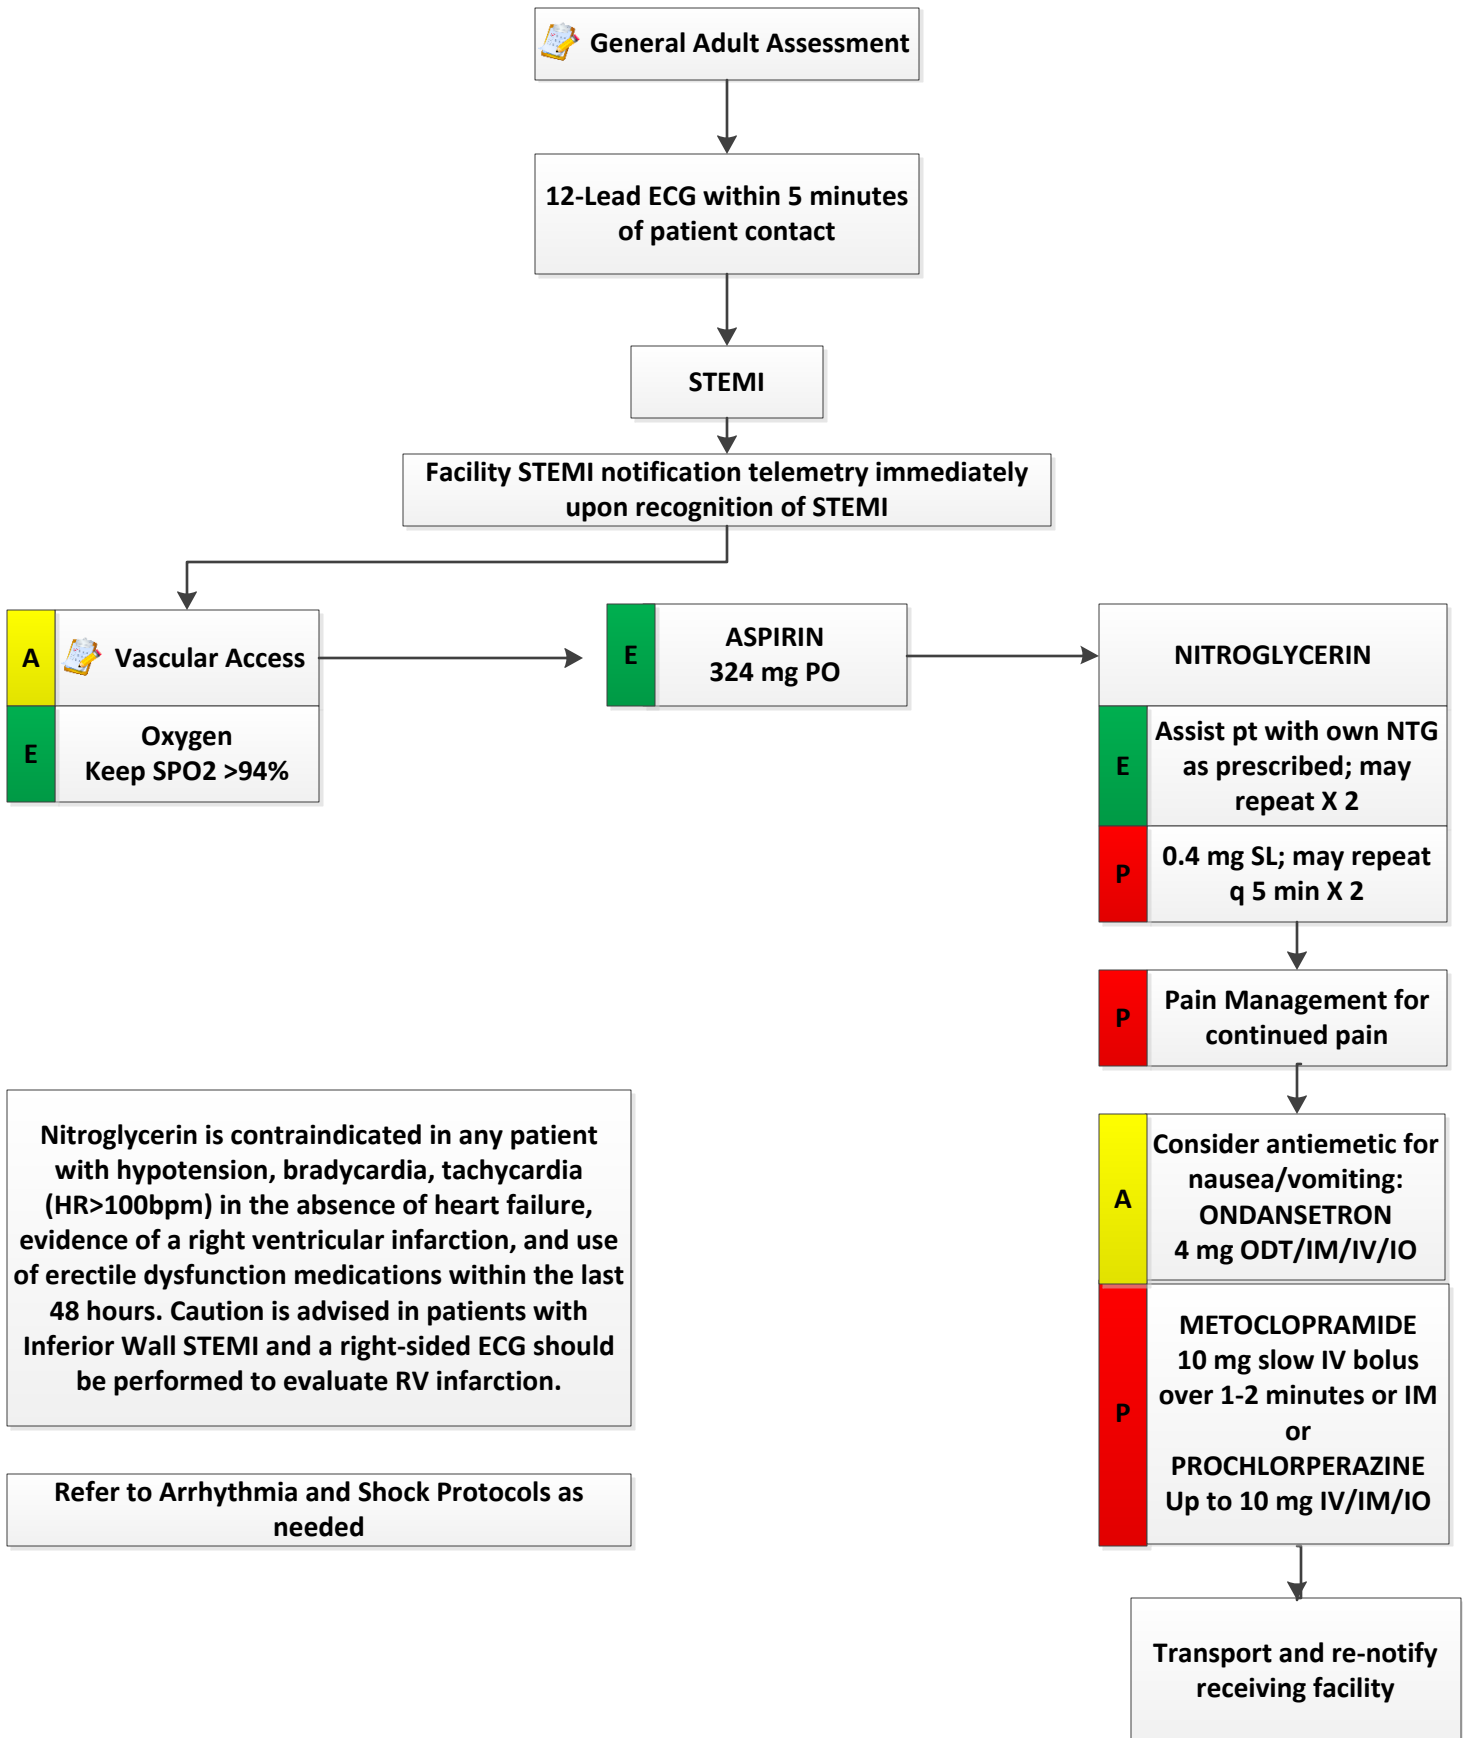 General Adult Assessment
12-Lead ECG within 5 minutes
of patient contact
STEMI
Facility STEMI notification telemetry immediately
upon recognition of STEMI
A
Vascular Access
E
Oxygen
Keep SPO2 >94%
E
ASPIRIN
324 mg PO
NITROGLYCERIN
E
Assist pt with own NTG
as prescribed; may
repeat X 2
P
0.4 mg SL; may repeat
q 5 min X 2
P
Pain Management for
continued pain
A
Consider antiemetic for
nausea/vomiting:
ONDANSETRON
4 mg ODT/IM/IV/IO
P
METOCLOPRAMIDE
10 mg slow IV bolus
over 1-2 minutes or IM
or
PROCHLORPERAZINE
Up to 10 mg IV/IM/IO
Transport and re-notify
receiving facility
Nitroglycerin is contraindicated in any patient
with hypotension, bradycardia, tachycardia
(HR>100bpm) in the absence of heart failure,
evidence of a right ventricular infarction, and use
of erectile dysfunction medications within the last
48 hours. Caution is advised in patients with
Inferior Wall STEMI and a right-sided ECG should
be performed to evaluate RV infarction.
Refer to Arrhythmia and Shock Protocols as
needed